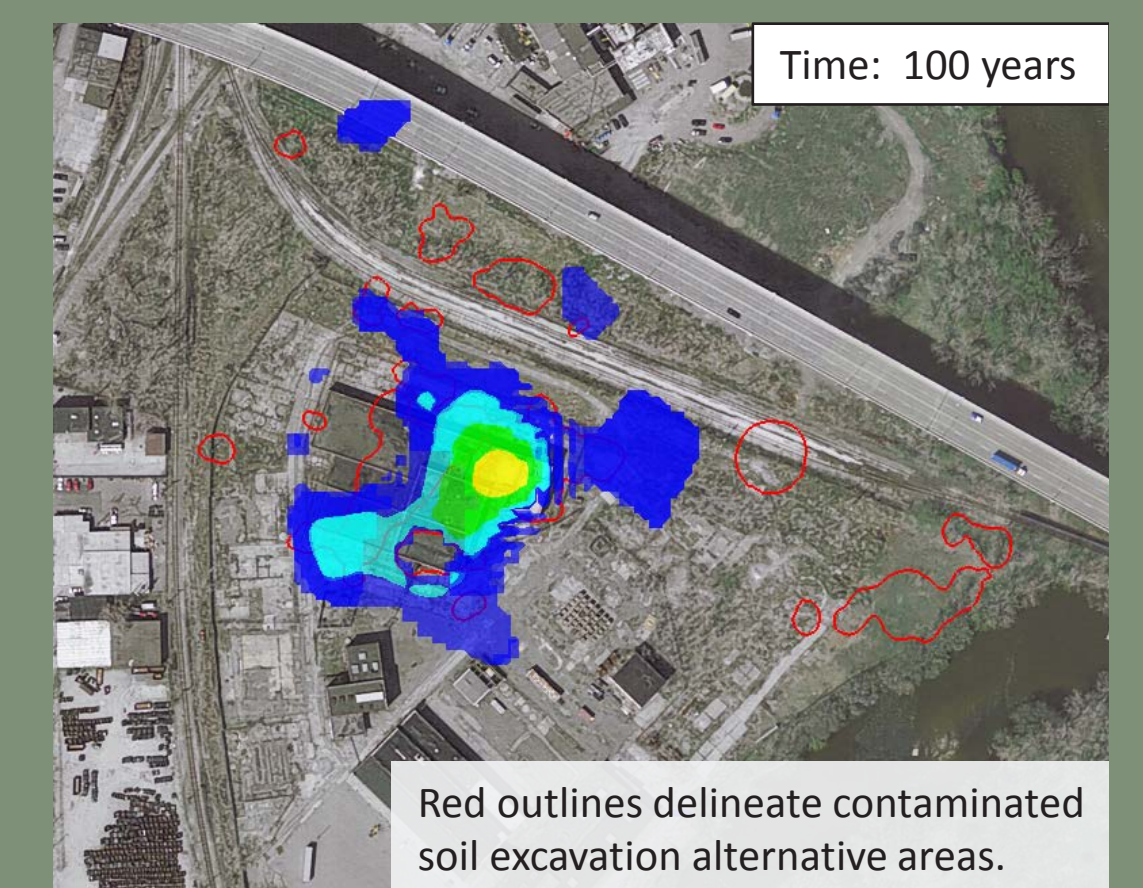 Time: 100 years
Red outlines delineate contaminated
soil excavation alternative areas.